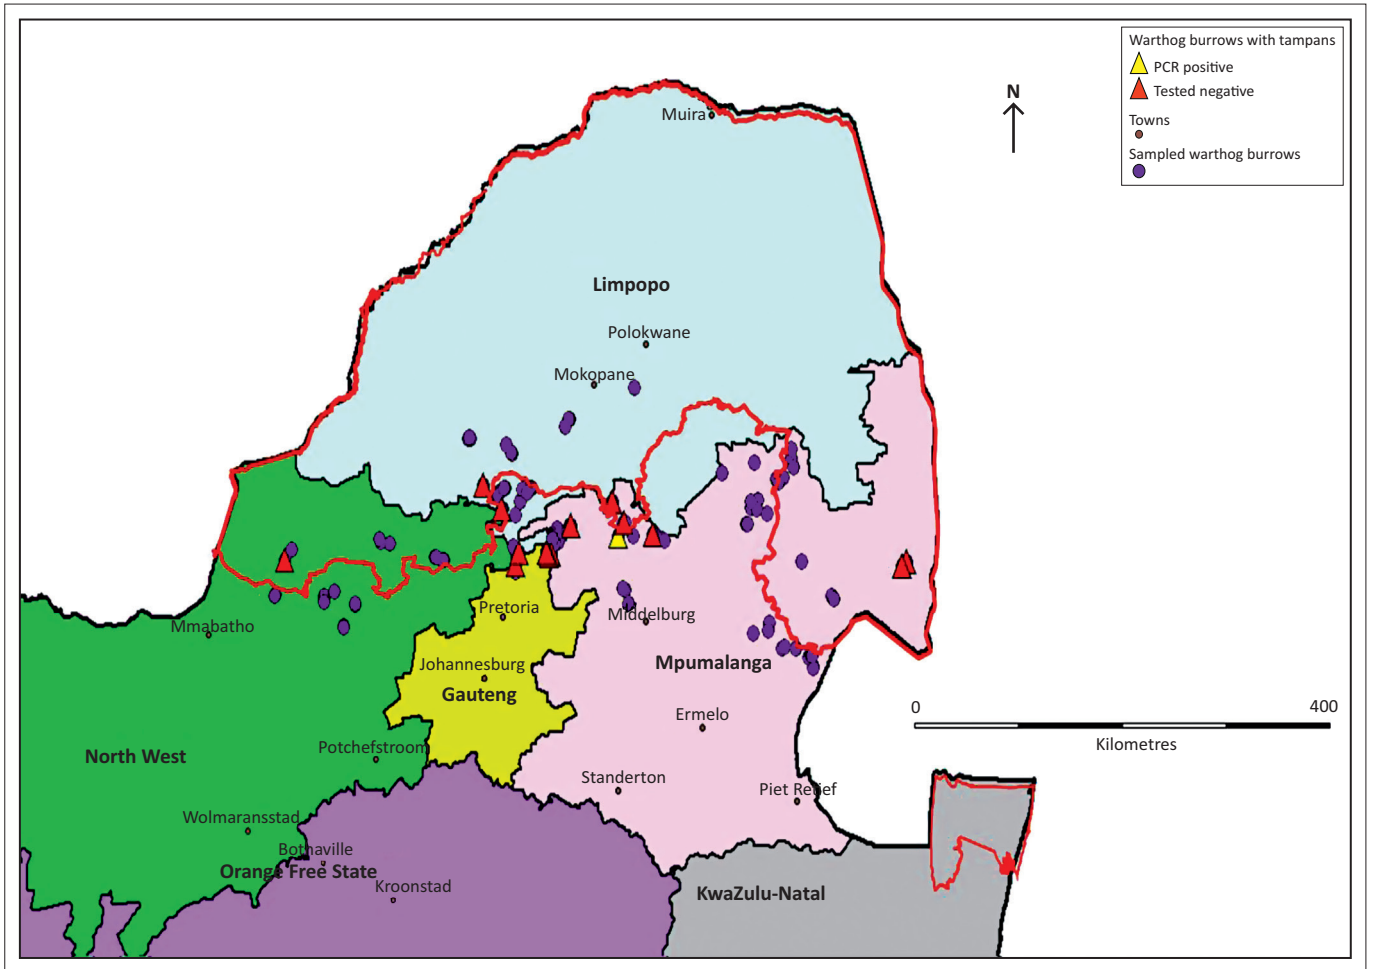 Warthog burrows with tampans
PCR positive
Tested negative
Towns
Sampled warthog burrows
N
Muira
Limpopo
Polokwane
Mokopane
Pretoria
Middelburg
Mmabatho
Johannesburg
Mpumalanga
Gauteng
0
400
Ermelo
Kilometres
Potchefstroom
North West
Standerton
Piet Retief
Wolmaransstad
Bothaville
Orange Free State
Kroonstad
KwaZulu-Natal